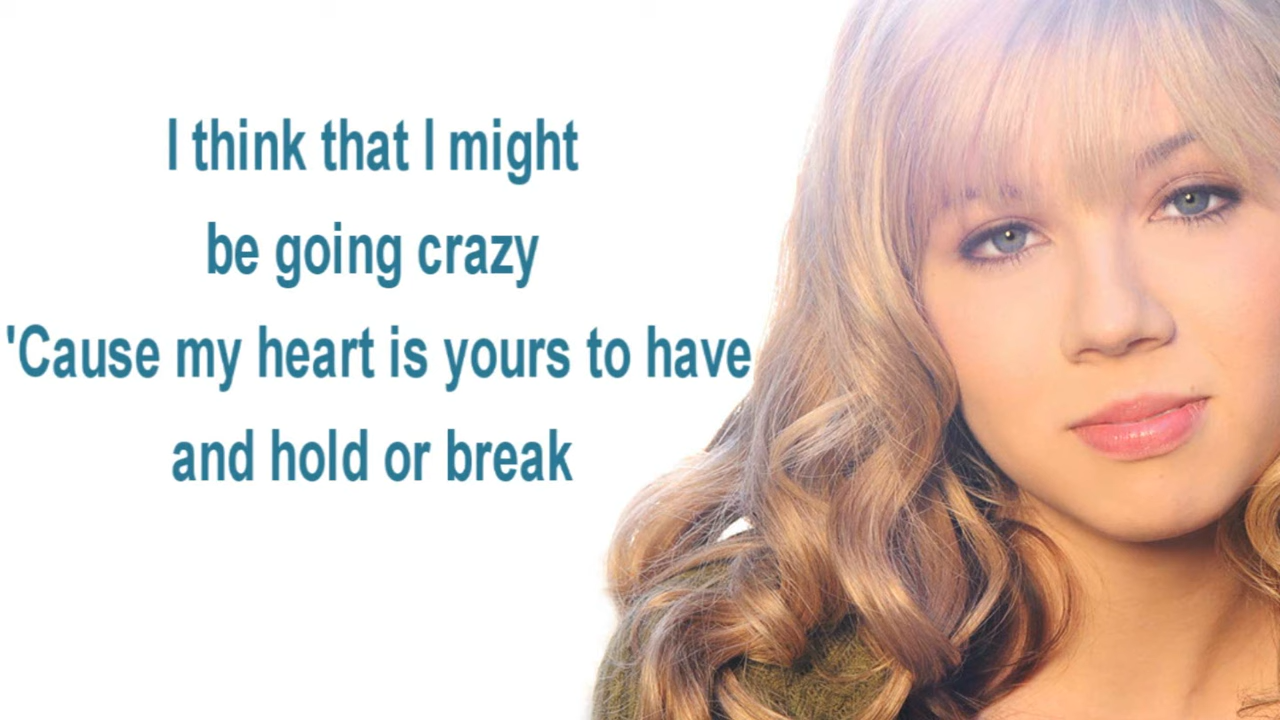 I think that I might
be going crazy
'Cause my heart is yours to have
and hold or break